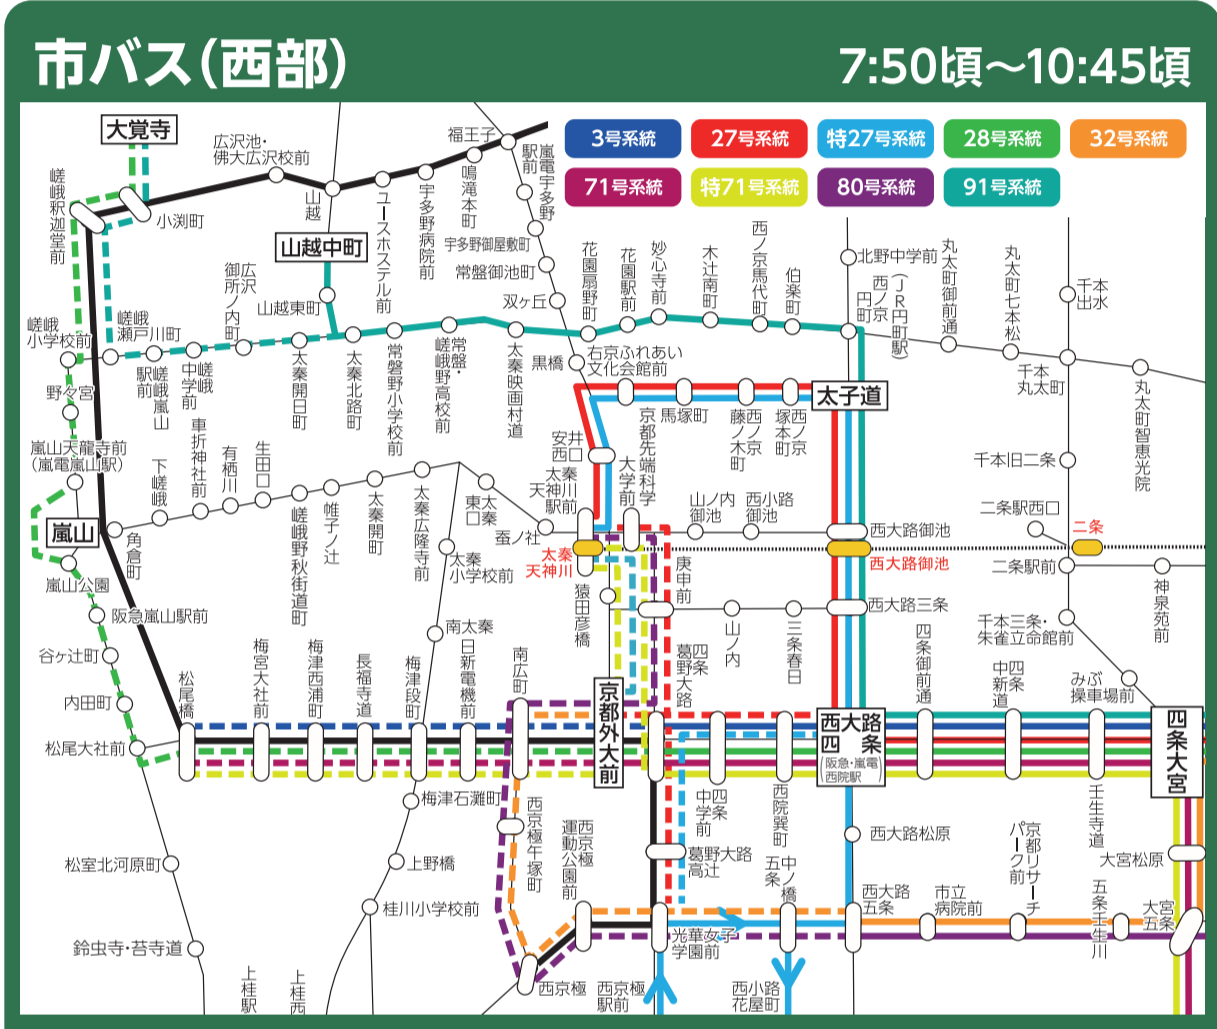 市バス（西部）
7:50頃～10:45頃
3号系統
27号系統
特27号系統
28号系統
32号系統
71号系統
特71号系統
80号系統
91号系統
大覚寺
広沢池・
佛大広沢校前
福王子
嵐電宇多野
駅前
鳴滝本町
宇多野病院前
ユースホステル前
山越
小渕町
嵯峨釈迦堂前
山越中町
宇多野御屋敷町
常盤御池町
双ヶ丘
山越東町
広沢
御所ノ内町
嵯峨
瀬戸川町
嵯峨
小学校前
嵯峨嵐山
駅前
嵯峨
中学前
太秦開日町
太秦北路町
常盤野小学校前
常盤・
嵯峨野高校前
太秦映画村道
黒橋
花園扇野町
花園駅前
妙心寺前
木辻南町
西ノ京馬代町
伯楽町
北野中学前
西ノ京
円町
（JR円町駅）
丸太町御前通
丸太町七本松
千本
出水
千本
丸太町
丸太町智恵光院
右京ふれあい
文化会館前
馬塚町
西ノ京
藤ノ木町
西ノ京
塚本町
太子道
野々宮
嵐山天龍寺前
（嵐電嵐山駅）
嵐山
嵐山公園
角倉町
下嵯峨
車折神社前
有栖川
生田口
嵯峨野秋街道町
帷子ノ辻
太秦開町
太秦広隆寺前
東太秦
口
太秦
小学校前
蚕ノ社
安井
西口
太秦
天神川
駅前
京都先端科学
大学前
太秦
天神川
山ノ内
御池
西小路
御池
西大路御池
西大路御池
千本旧二条
二条駅西口
二条
二条駅前
神泉苑前
阪急嵐山駅前
谷ヶ辻町
内田町
松尾大社前
南太秦
猿田彦橋
庚申前
山ノ内
三条春日
西大路三条
千本三条・
朱雀立命館前
みぶ
操車場前
松尾橋
梅宮大社前
梅津西浦町
長福寺道
梅津段町
日新電機前
南広町
京都外大前
四条
葛野大路
西大路
四条
（阪急・嵐電
西院駅）
四条御前通
四条
中新道
四条大宮
梅津石灘町
上野橋
桂川小学校前
松室北河原町
鈴虫寺・苔寺道
上桂駅
上桂西
西京極午塚町
西京極
運動公園前
四条
中学前
西院巽町
葛野大路
高辻
中ノ橋
五条
西大路松原
西大路
五条
市立
病院前
京都リサーチ
パーク前
壬生寺道
五条壬生川
大宮松原
大宮
五条
西京極
西京極
駅前
光華女子
学園前
西小路
花屋町